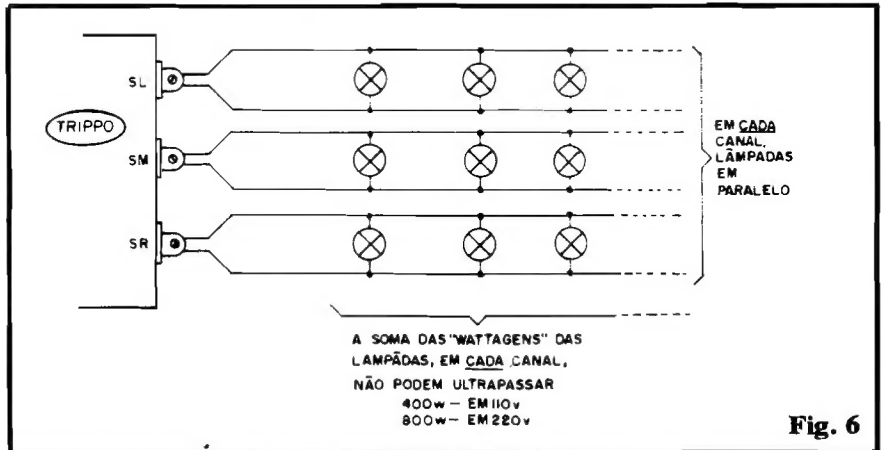 SL
TRIPPO
SM
SR
EM CADA
CANAL,
LÂMPADAS
EM
PARALELO
A SOMA DAS "WATTAGENS" DAS
LAMPÃDAS, EM CADA CANAL,
NÃO PODEM ULTRAPASSAR
400w - EM 110v
800w - EM 220v
Fig. 6